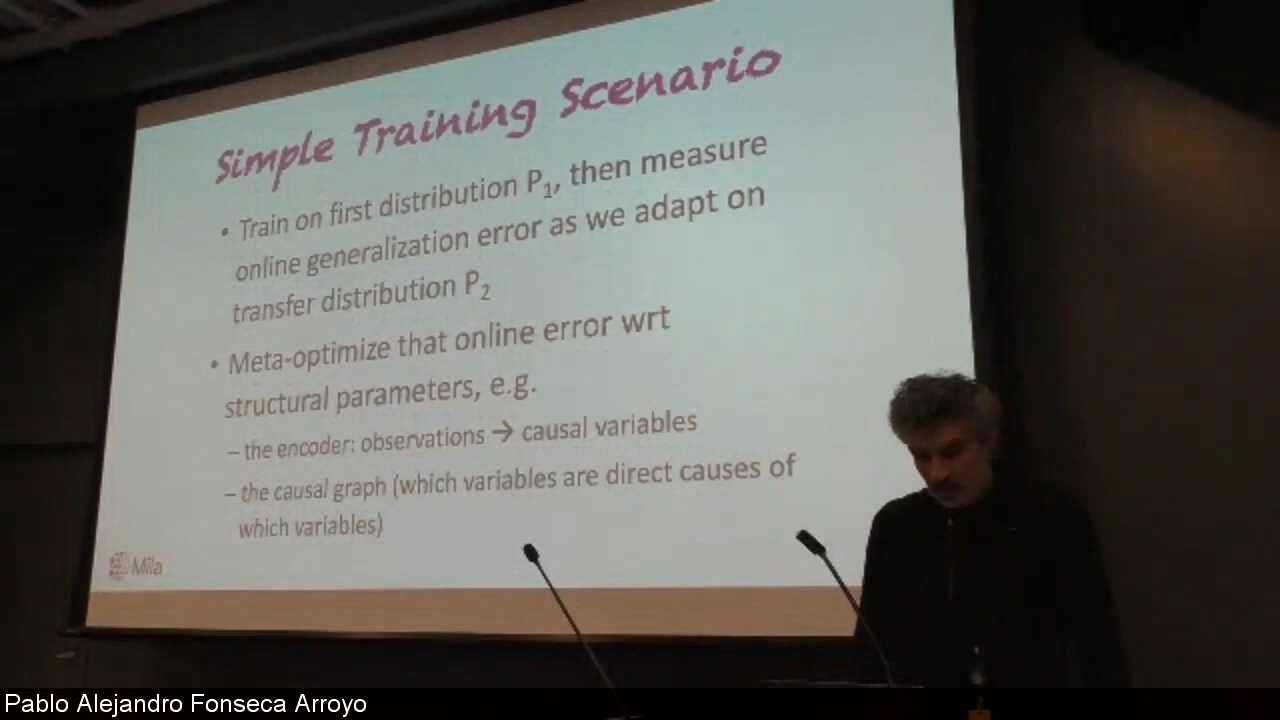 Simple Training Scenario
• Train on first distribution P₁, then measure
online generalization error as we adapt on
transfer distribution P₂
• Meta-optimize that online error wrt
structural parameters, e.g.
– the encoder: observations → causal variables
– the causal graph (which variables are direct causes of
which variables)
Mila
Pablo Alejandro Fonseca Arroyo